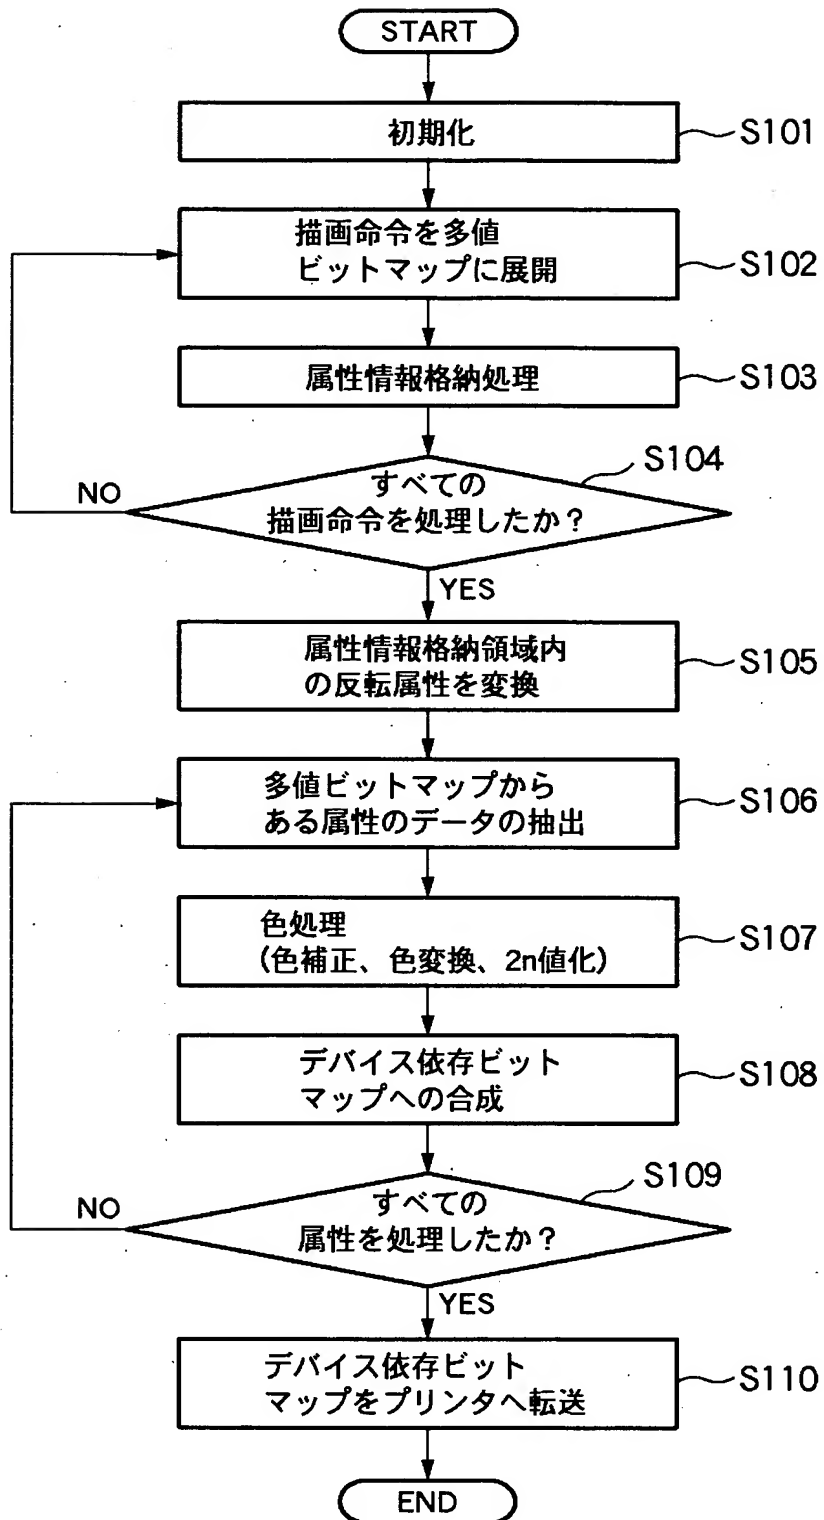 START
初期化
S101
描画命令を多値
ビットマップに展開
S102
属性情報格納処理
S103
S104
すべての
描画命令を処理したか?
NO
YES
属性情報格納領域内
の反転属性を変換
S105
多値ビットマップから
ある属性のデータの抽出
S106
色処理
(色補正、色変換、2n値化)
S107
デバイス依存ビット
マップへの合成
S108
S109
すべての
属性を処理したか?
NO
YES
デバイス依存ビット
マップをプリンタへ転送
S110
END